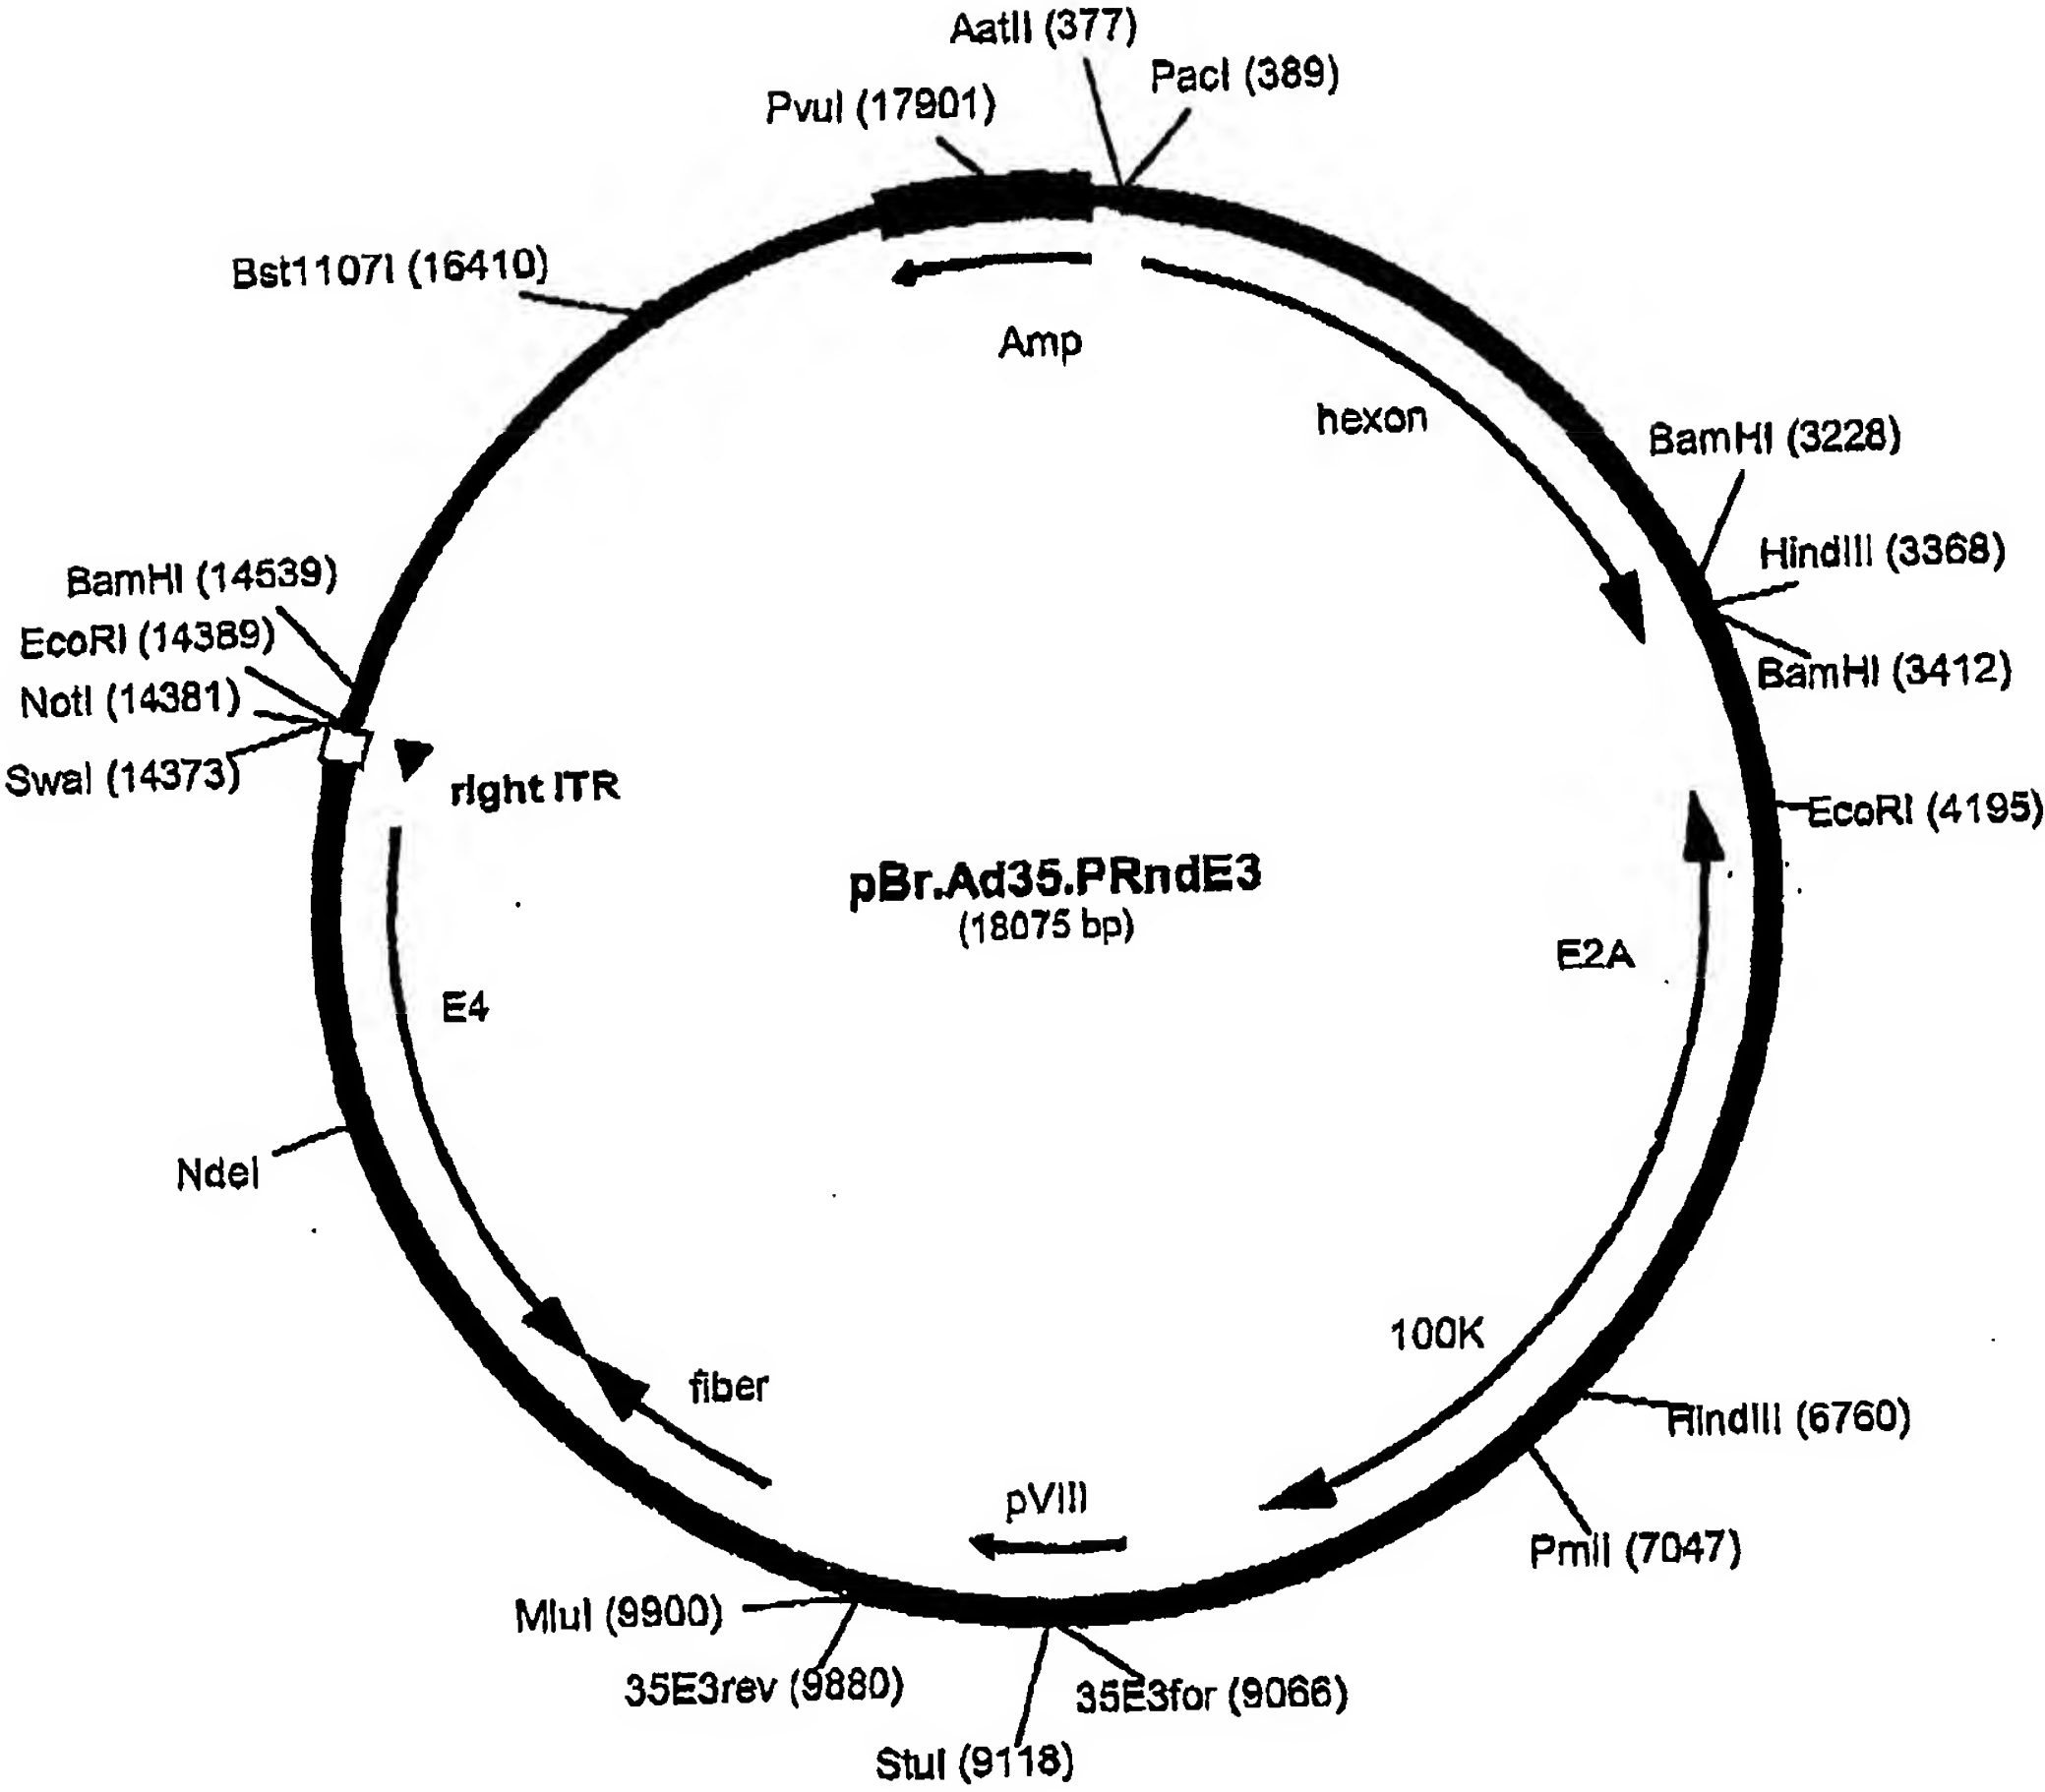 AatII (377)
PacI (389)
PvuI (17901)
Bst1107I (16410)
Amp
hexon
BamHI (3228)
HindIII (3368)
BamHI (3412)
BamHI (14539)
EcoRI (14389)
NotI (14381)
SwaI (14373)
right ITR
EcoRI (4195)
pBr.Ad35.PRndE3
(18075 bp)
E2A
E4
NdeI
100K
fiber
HindIII (6760)
pVIII
PmlI (7047)
MluI (9900)
35E3rev (9880)
35E3for (9066)
StuI (9118)